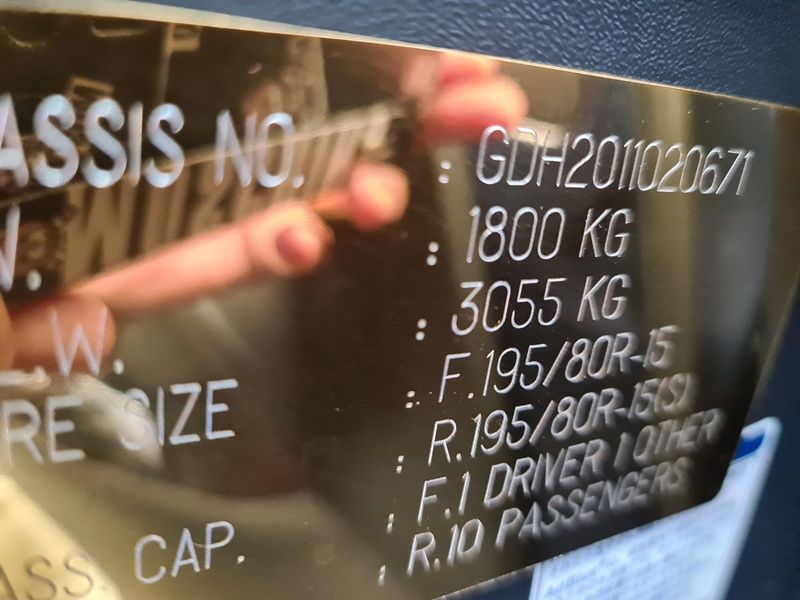 ASSIS NO. : GDH2011020671
W. : 1800 KG
E.W. : 3055 KG
RE SIZE : F.195/80R-15
: R.195/80R-15(S)
ASS. CAP. : F.1 DRIVER 1 OTHER
: R.10 PASSENGERS